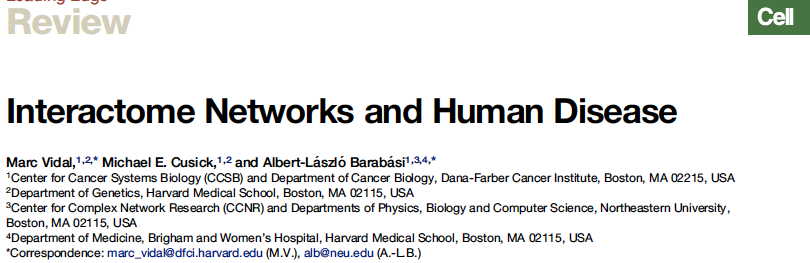 Leading Edge
Review
Cell
Interactome Networks and Human Disease
Marc Vidal,1,2,* Michael E. Cusick,1,2 and Albert-László Barabási1,3,4,*
1Center for Cancer Systems Biology (CCSB) and Department of Cancer Biology, Dana-Farber Cancer Institute, Boston, MA 02215, USA
2Department of Genetics, Harvard Medical School, Boston, MA 02115, USA
3Center for Complex Network Research (CCNR) and Departments of Physics, Biology and Computer Science, Northeastern University,
Boston, MA 02115, USA
4Department of Medicine, Brigham and Women's Hospital, Harvard Medical School, Boston, MA 02115, USA
*Correspondence: marc_vidal@dfci.harvard.edu (M.V.), alb@neu.edu (A.-L.B.)